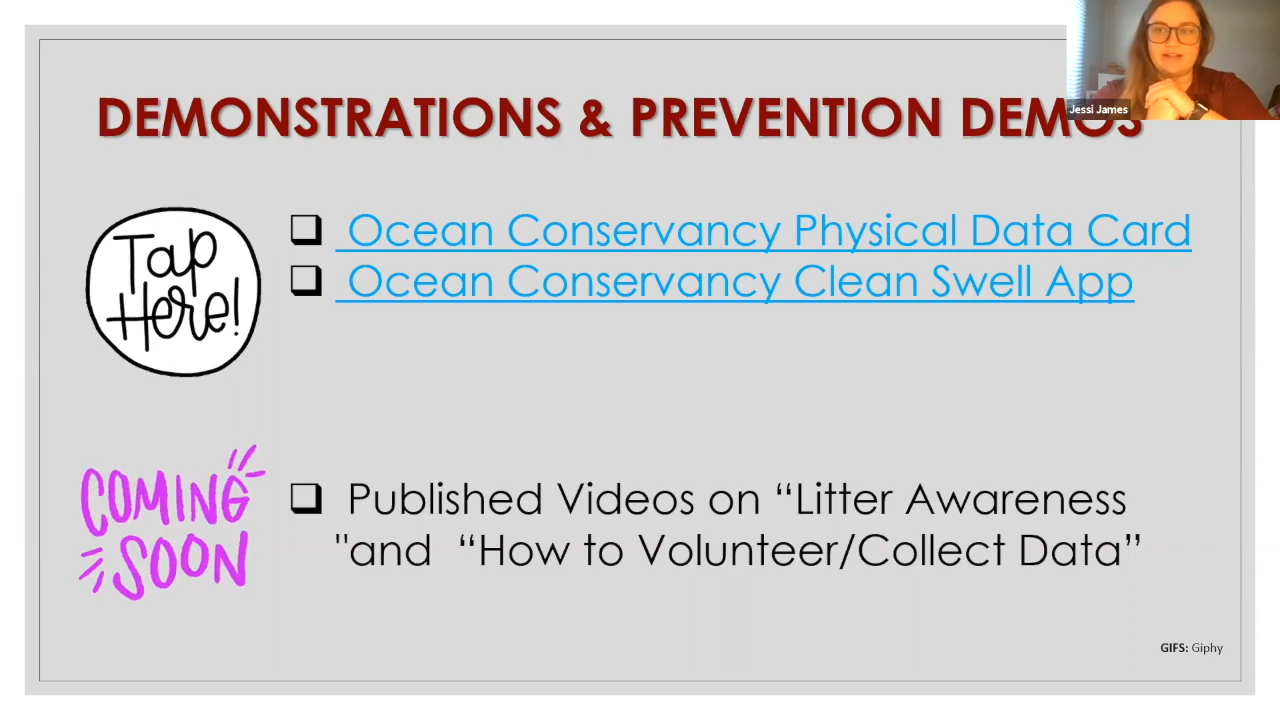 Jessi James
DEMONSTRATIONS & PREVENTION DEMOS
Tap
Here!
Ocean Conservancy Physical Data Card
Ocean Conservancy Clean Swell App
COMING
SOON
Published Videos on “Litter Awareness
"and “How to Volunteer/Collect Data”
GIFS: Giphy